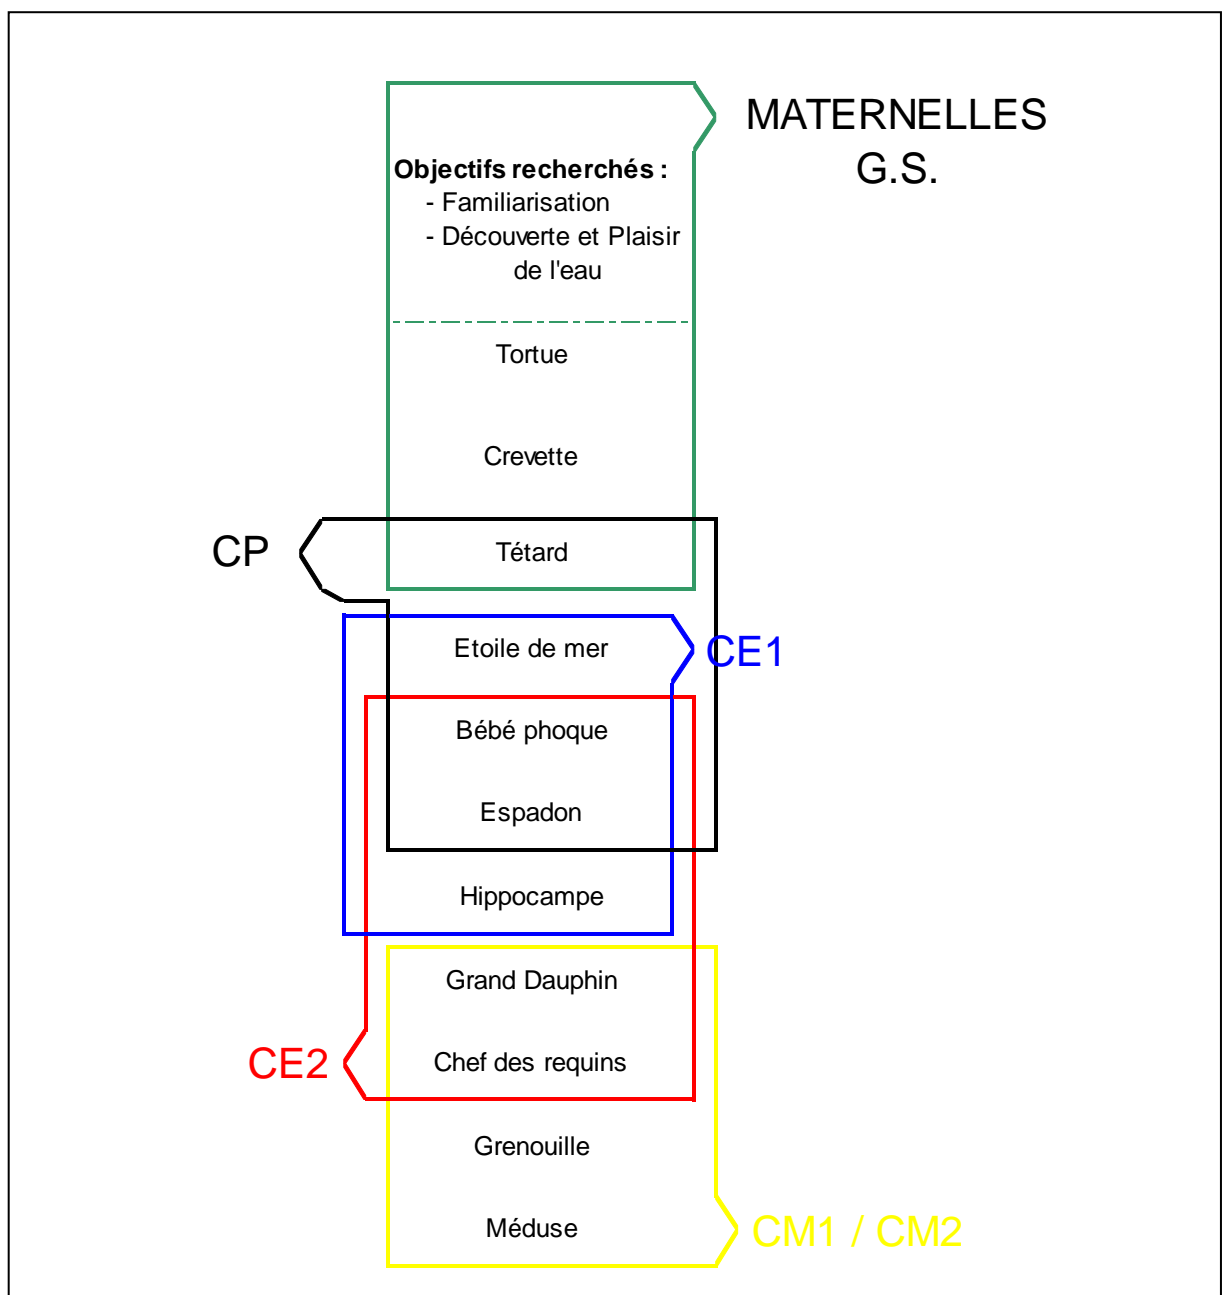 MATERNELLES
G.S.
Objectifs recherchés :
- Familiarisation
- Découverte et Plaisir
de l'eau
Tortue
Crevette
CP
Tétard
Etoile de mer
CE1
Bébé phoque
Espadon
Hippocampe
Grand Dauphin
CE2
Chef des requins
Grenouille
Méduse
CM1 / CM2